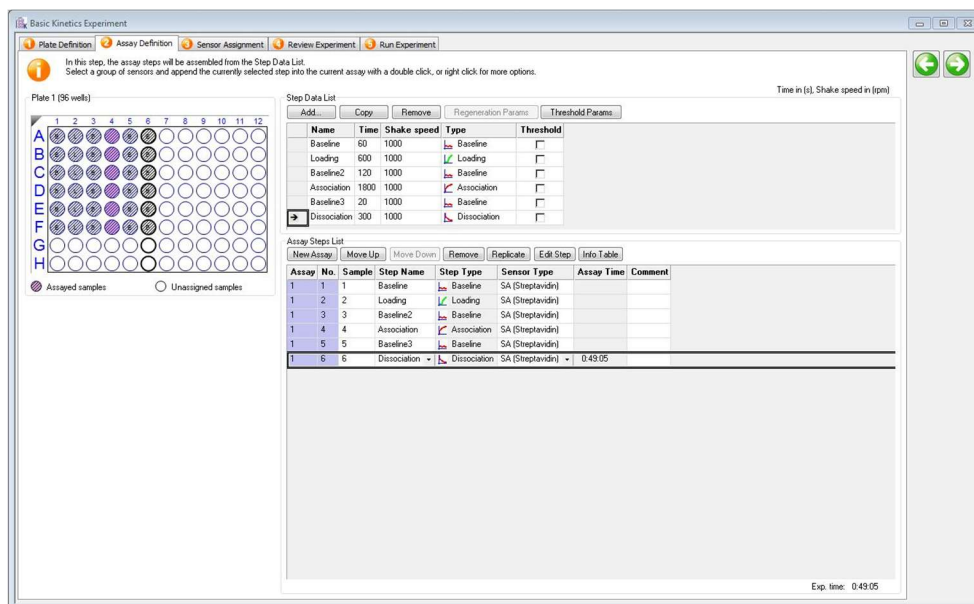 Basic Kinetics Experiment
1 Plate Definition 2 Assay Definition 3 Sensor Assignment 4 Review Experiment 5 Run Experiment
In this step, the assay steps will be assembled from the Step Data List.
Select a group of sensors and append the currently selected step into the current assay with a double click, or right click for more options.
Time in (s), Shake speed in (rpm)
Plate 1 (96 wells)
1 2 3 4 5 6 7 8 9 10 11 12
A
B
C
D
E
F
G
H
Assayed samples Unassigned samples
Step Data List
Add... Copy Remove Regeneration Params Threshold Params
Name Time Shake speed Type Threshold
Baseline 60 1000 Baseline
Loading 600 1000 Loading
Baseline2 120 1000 Baseline
Association 1800 1000 Association
Baseline3 20 1000 Baseline
Dissociation 300 1000 Dissociation
Assay Steps List
New Assay Move Up Move Down Remove Replicate Edit Step Info Table
Assay No. Sample Step Name Step Type Sensor Type Assay Time Comment
1 1 1 Baseline Baseline SA (Streptavidin)
1 2 2 Loading Loading SA (Streptavidin)
1 3 3 Baseline2 Baseline SA (Streptavidin)
1 4 4 Association Association SA (Streptavidin)
1 5 5 Baseline3 Baseline SA (Streptavidin)
1 6 6 Dissociation Dissociation SA (Streptavidin) 0:49:05
Exp. time: 0:49:05